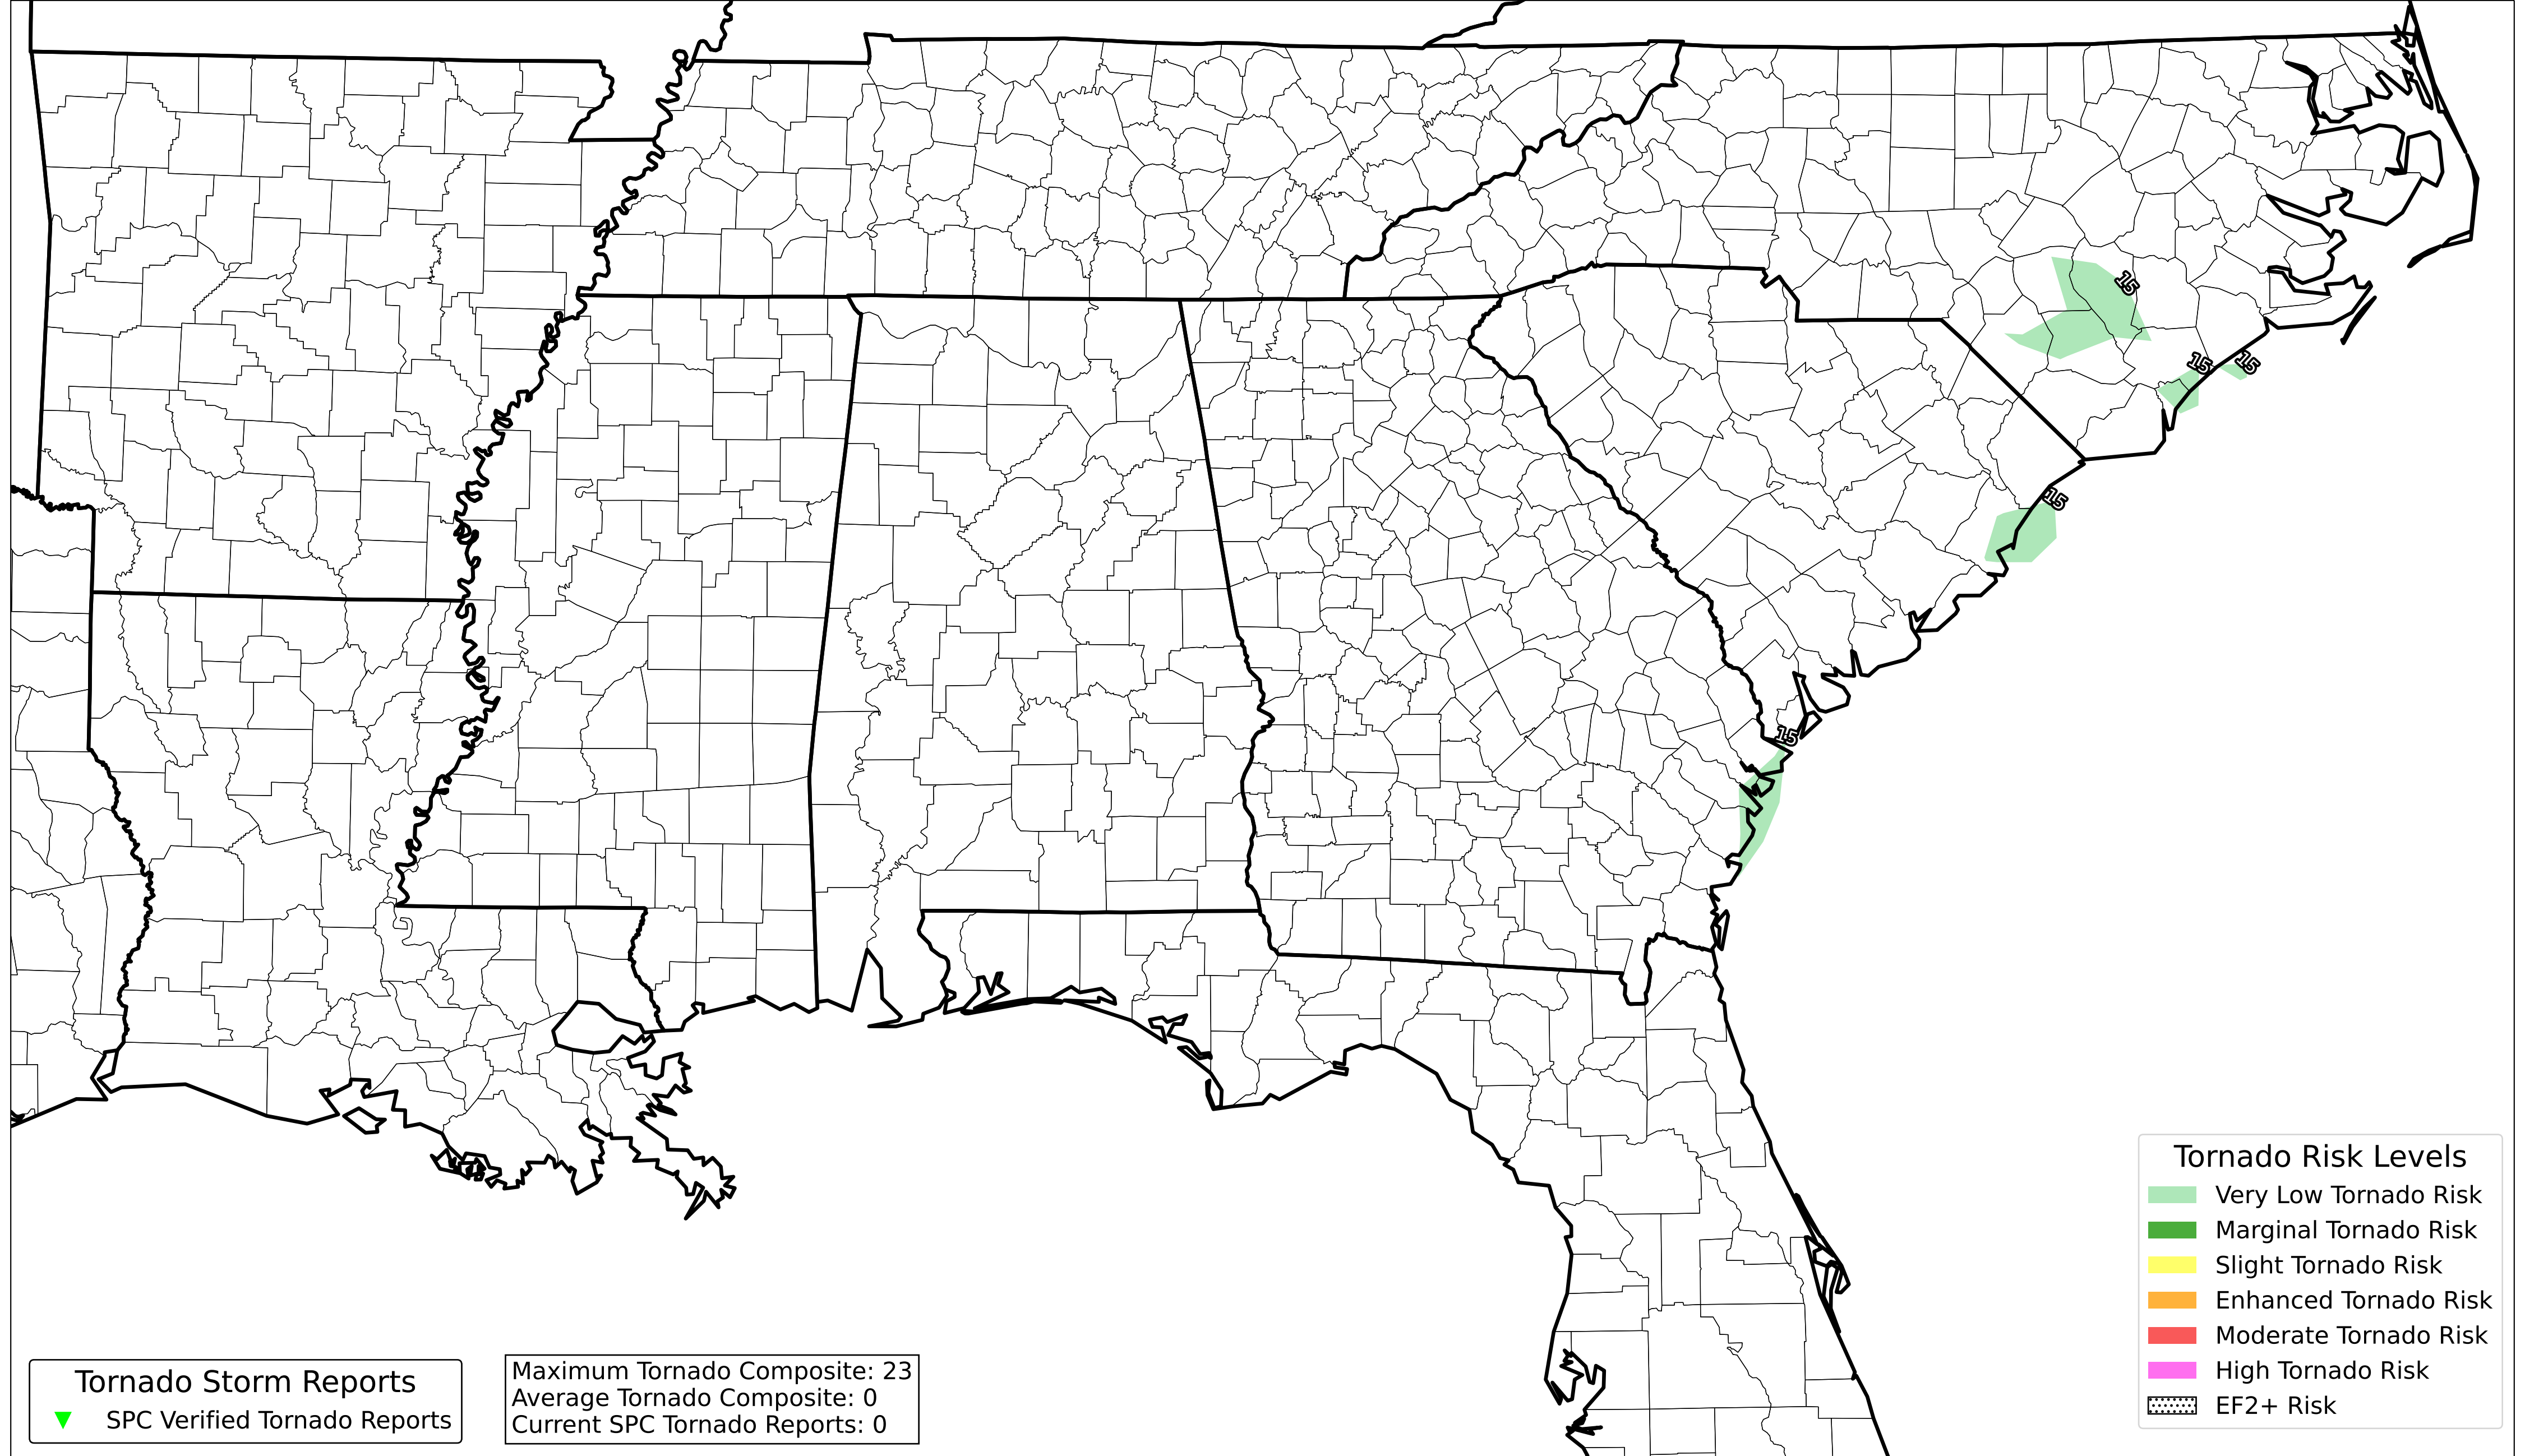 15
15
15
15
15
Tornado Risk Levels
Very Low Tornado Risk
Marginal Tornado Risk
Slight Tornado Risk
Enhanced Tornado Risk
Moderate Tornado Risk
High Tornado Risk
EF2+ Risk
Tornado Storm Reports
SPC Verified Tornado Reports
Maximum Tornado Composite: 23
Average Tornado Composite: 0
Current SPC Tornado Reports: 0